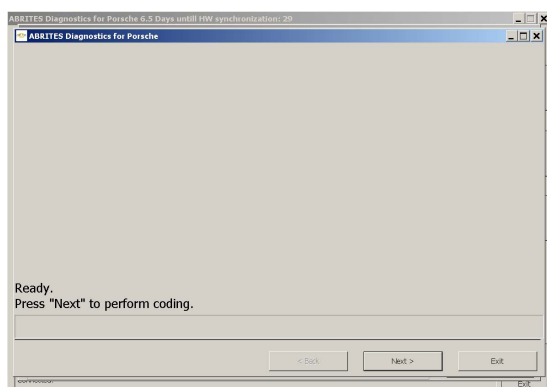 ABRITES Diagnostics for Porsche 6.5 Days untill HW synchronization: 29
ABRITES Diagnostics for Porsche
Ready.
Press "Next" to perform coding.
< Back
Next >
Exit
Exit